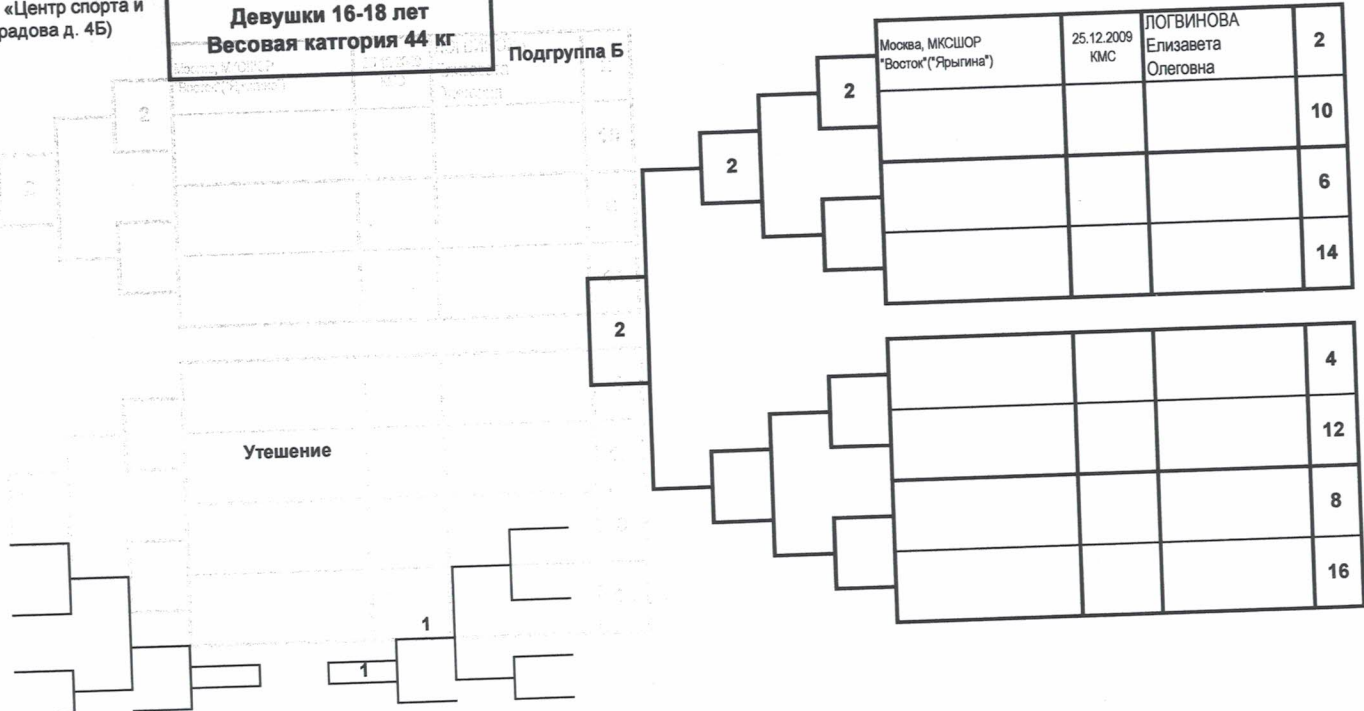 «Центр спорта и
радова д. 4Б)
Девушки 16-18 лет
Весовая катгория 44 кг
Подгруппа Б
Москва, МКСШОР
"Восток"("Ярыгина")
25.12.2009
КМС
ЛОГВИНОВА
Елизавета
Олеговна
2
10
6
14
4
12
8
16
2
2
2
Утешение
1
1